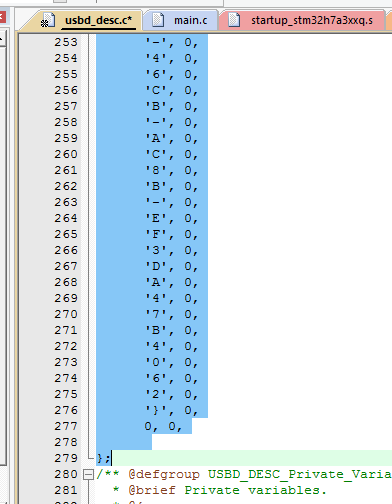 usbd_desc.c* main.c startup_stm32h7a3xxq.s
253 '-', 0,
254 '4', 0,
255 '6', 0,
256 'C', 0,
257 'B', 0,
258 '-', 0,
259 'A', 0,
260 'C', 0,
261 '8', 0,
262 'B', 0,
263 '-', 0,
264 'E', 0,
265 'F', 0,
266 '3', 0,
267 'D', 0,
268 'A', 0,
269 '4', 0,
270 '7', 0,
271 'B', 0,
272 '4', 0,
273 '0', 0,
274 '6', 0,
275 '2', 0,
276 '}', 0,
277 0, 0,
278
279 };
280 /** @defgroup USBD_DESC_Private_Varia
281 * @brief Private variables.